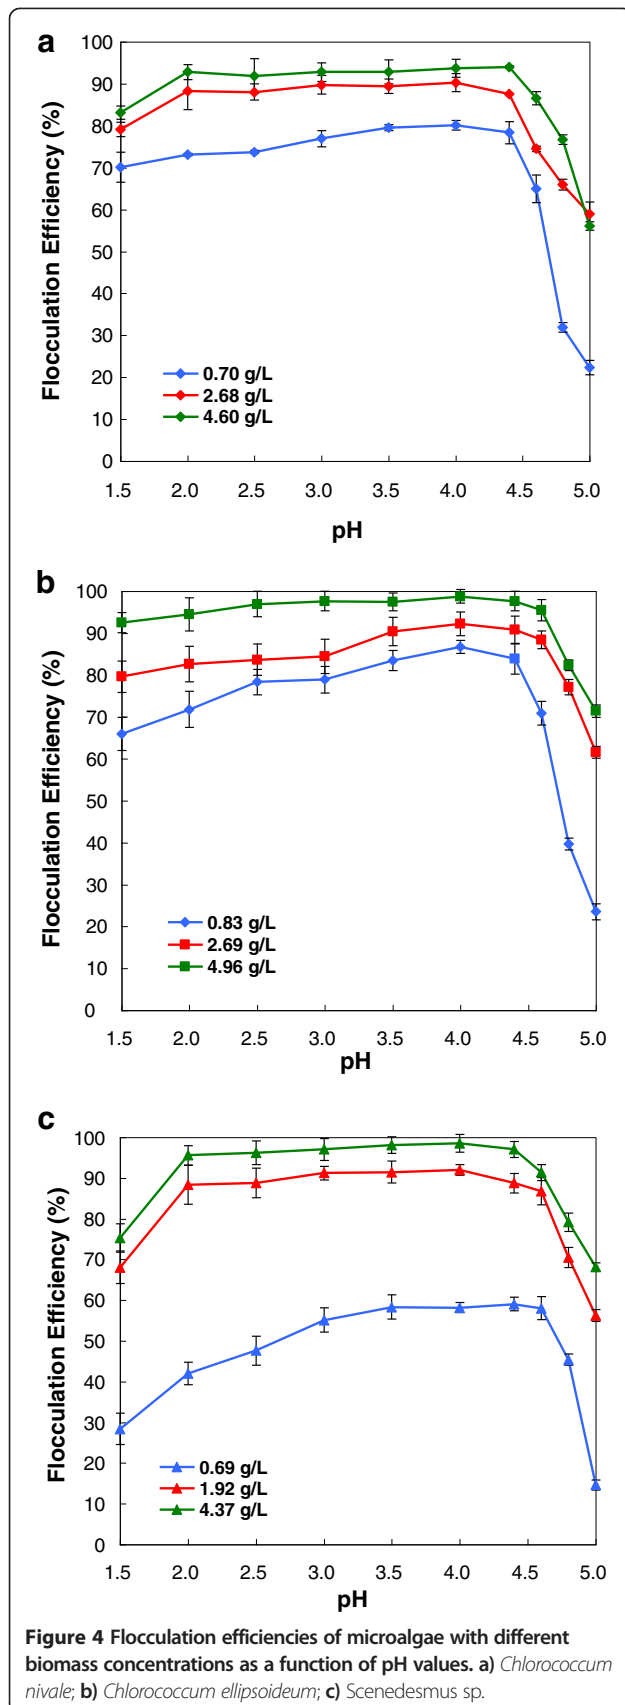 a
100
90
80
70
60
50
40
30
20
10
0
Flocculation Efficiency (%)
0.70 g/L
2.68 g/L
4.60 g/L
1.5 2.0 2.5 3.0 3.5 4.0 4.5 5.0
pH
b
100
90
80
70
60
50
40
30
20
10
0
Flocculation Efficiency (%)
0.83 g/L
2.69 g/L
4.96 g/L
1.5 2.0 2.5 3.0 3.5 4.0 4.5 5.0
pH
c
100
90
80
70
60
50
40
30
20
10
0
Flocculation Efficiency (%)
0.69 g/L
1.92 g/L
4.37 g/L
1.5 2.0 2.5 3.0 3.5 4.0 4.5 5.0
pH
Figure 4 Flocculation efficiencies of microalgae with different
biomass concentrations as a function of pH values. a) Chlorococcum
nivale; b) Chlorococcum ellipsoideum; c) Scenedesmus sp.